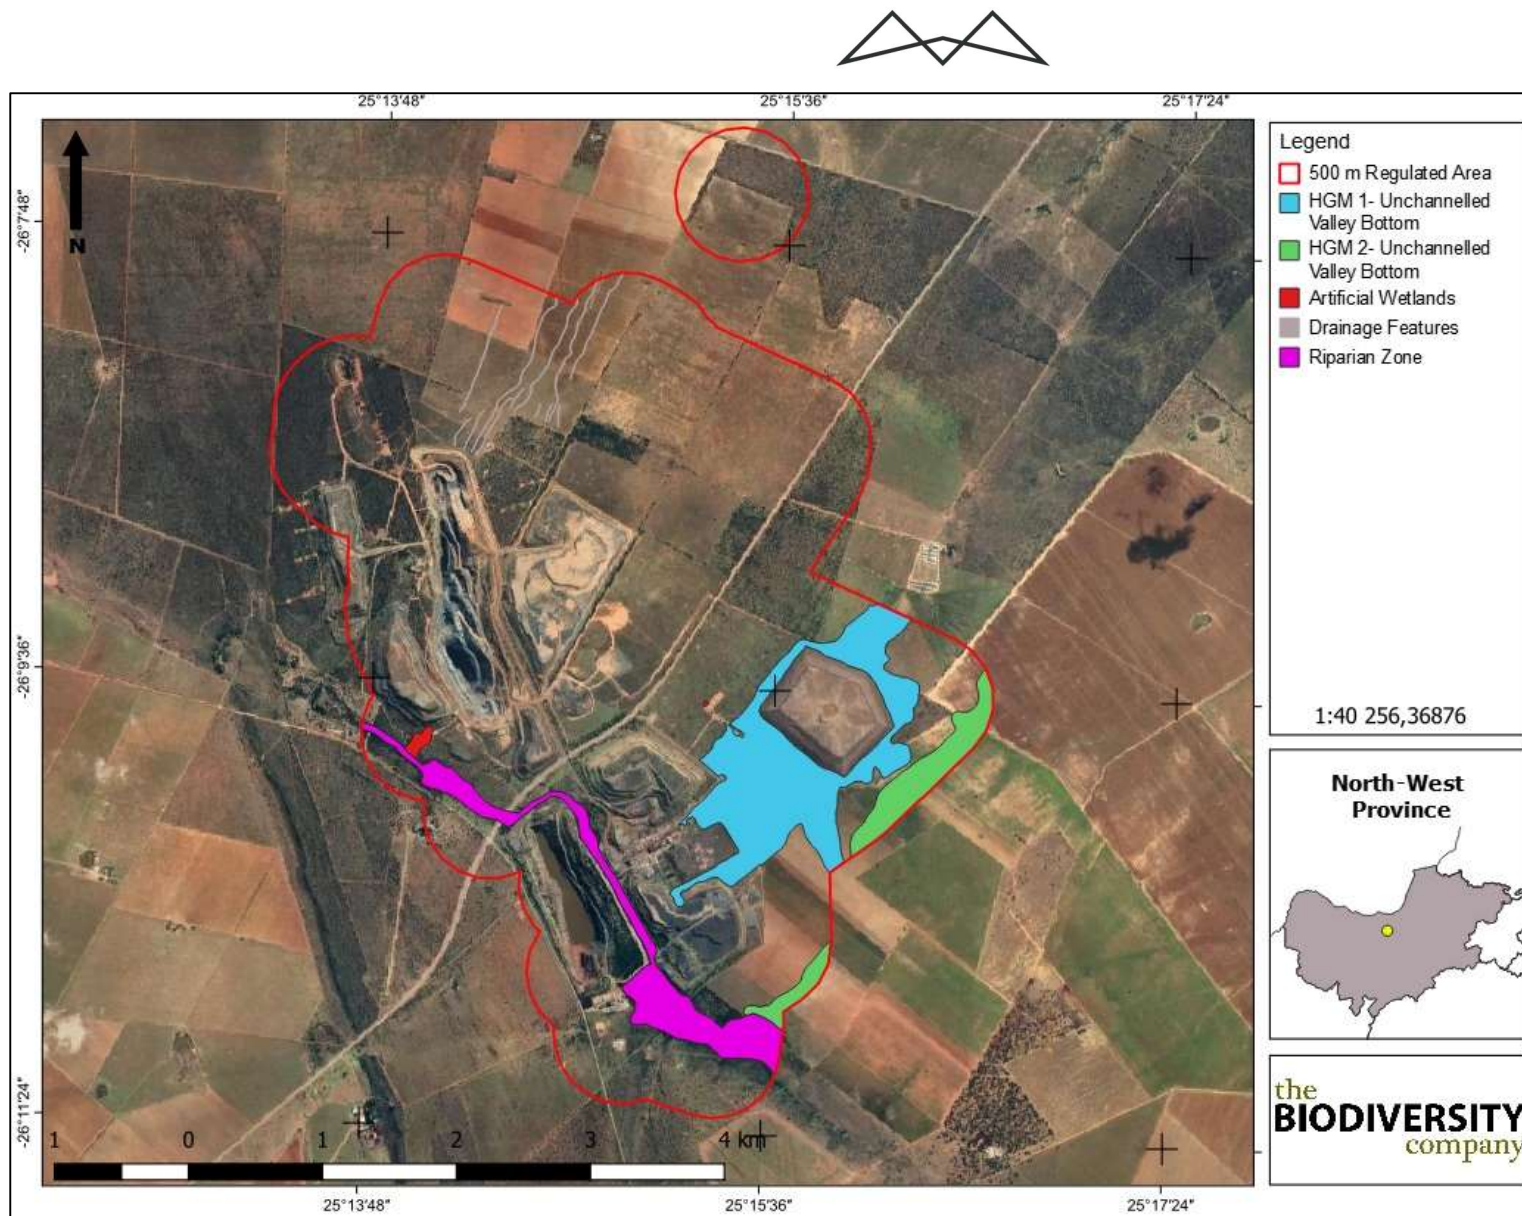 25°13'48" 25°15'36" 25°17'24"
-26°7'48"
-26°9'36"
-26°11'24"
N
1 0 1 2 3 4 km
25°13'48" 25°15'36" 25°17'24"
Legend
500 m Regulated Area
HGM 1- Unchannelled
Valley Bottom
HGM 2- Unchannelled
Valley Bottom
Artificial Wetlands
Drainage Features
Riparian Zone
1:40 256,36876
North-West
Province
the
BIODIVERSITY
company